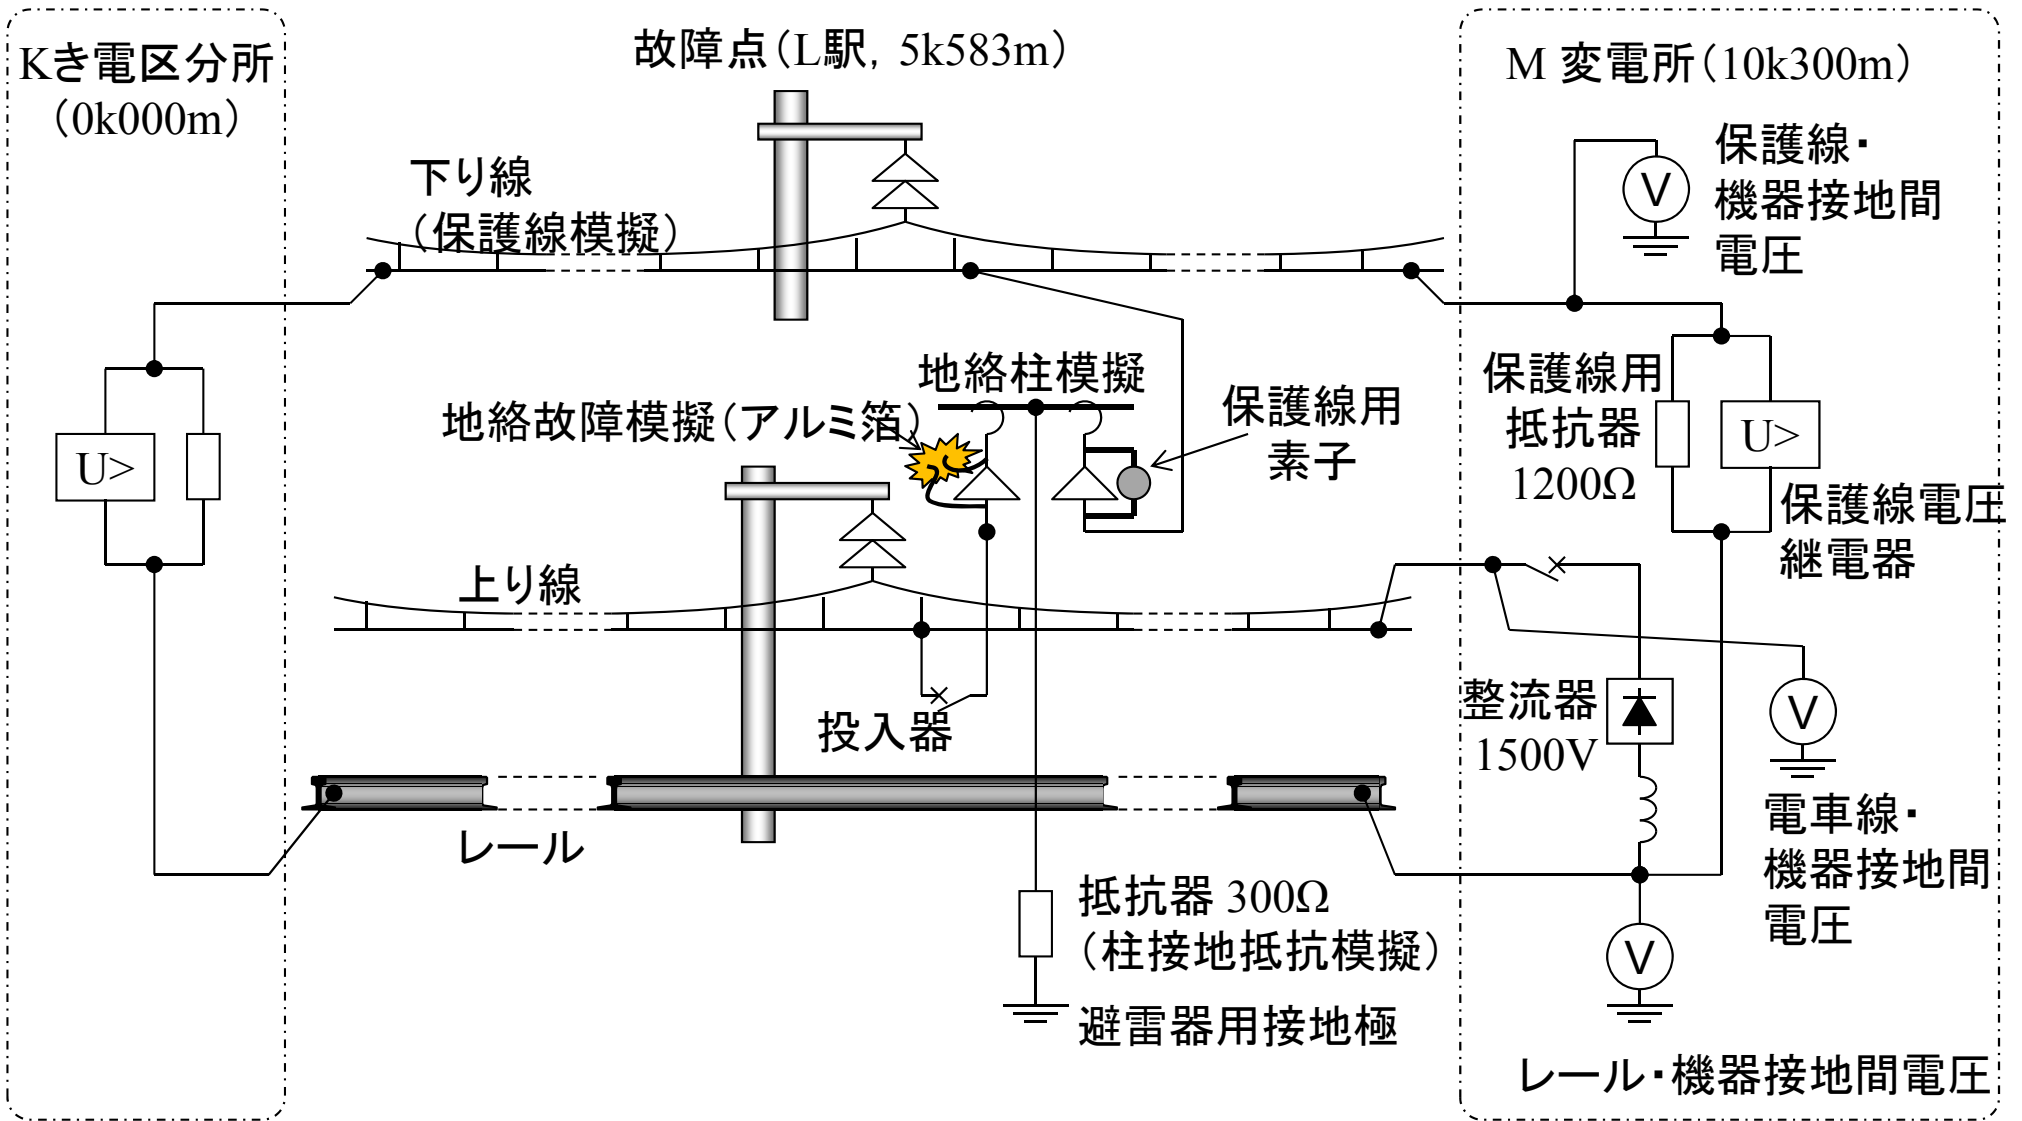 Kき電区分所
（0k000m）
故障点（L駅，5k583m）
M 変電所（10k300m）
保護線・
機器接地間
電圧
V
下り線
（保護線模擬）
地絡柱模擬
地絡故障模擬（アルミ箔）
保護線用
素子
保護線用
抵抗器
1200Ω
U>
U>
保護線電圧
継電器
上り線
投入器
整流器
1500V
V
電車線・
機器接地間
電圧
レール
抵抗器 300Ω
（柱接地抵抗模擬）
避雷器用接地極
V
レール・機器接地間電圧